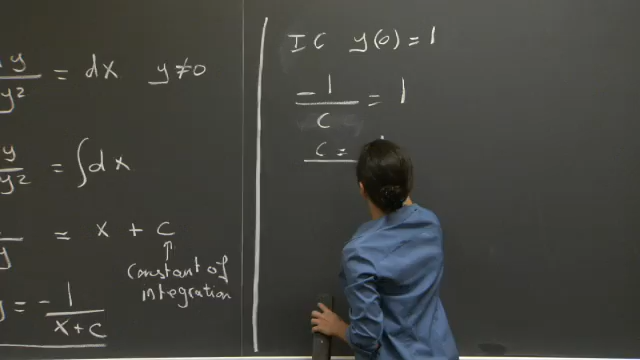 y/y² = dx y≠0
y/y² = ∫dx
/y = x + c
↑
constant of
integration
y = -1/(x+c)
IC y(0) = 1
-1/c = 1
c =